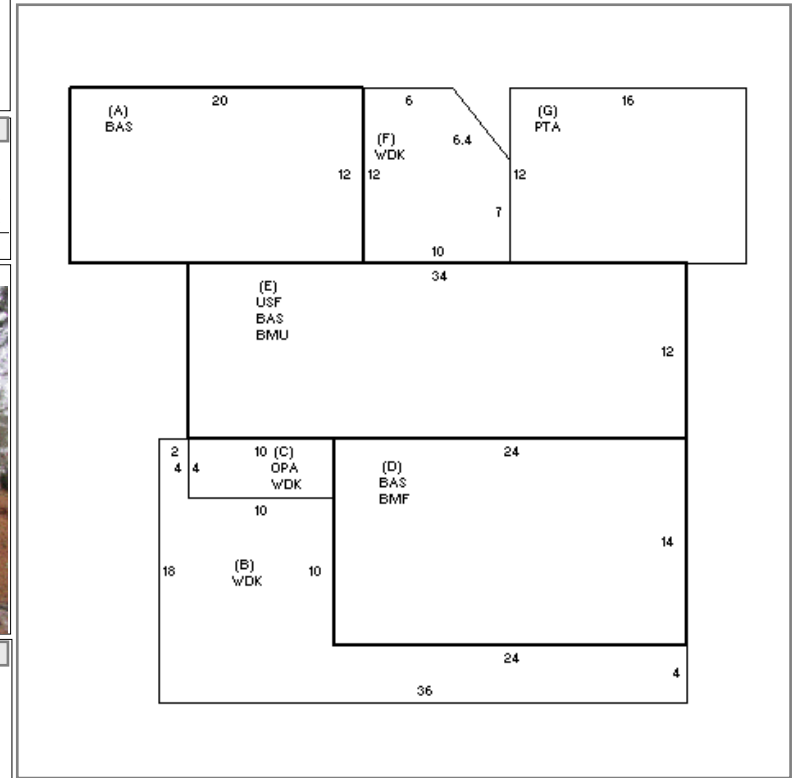 20
(A)
BAS
12
6
(F)
WDK
6.4
12
7
10
16
(G)
PTA
12
34
(E)
USF
BAS
BMU
12
2
4
4
10 (C)
OPA
WDK
10
24
(D)
BAS
BMF
14
18
(B)
WDK
10
24
4
36